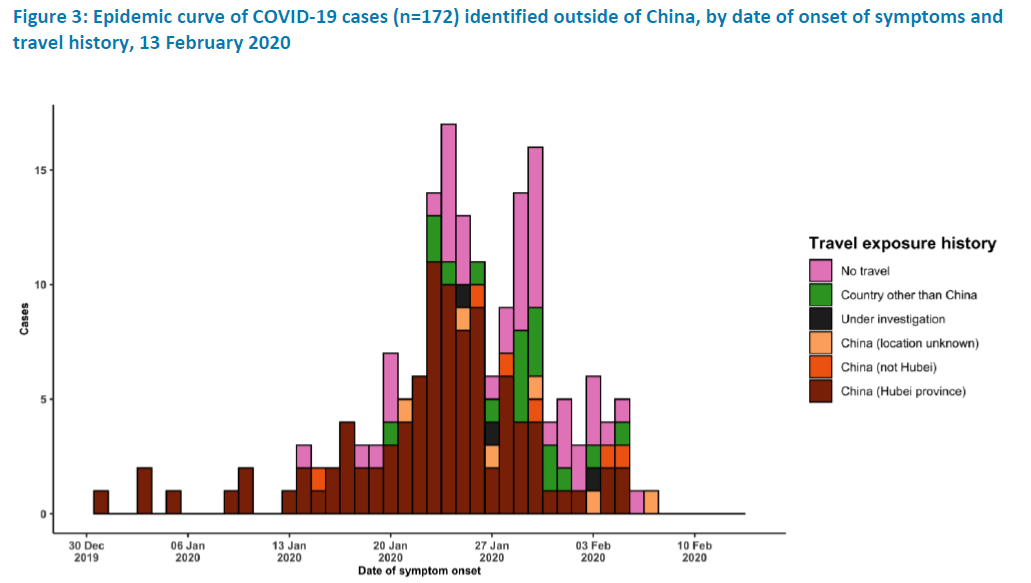 Figure 3: Epidemic curve of COVID-19 cases (n=172) identified outside of China, by date of onset of symptoms and
travel history, 13 February 2020
15
10
5
0
Cases
30 Dec
2019
06 Jan
2020
13 Jan
2020
20 Jan
2020
27 Jan
2020
03 Feb
2020
10 Feb
2020
Date of symptom onset
Travel exposure history
No travel
Country other than China
Under investigation
China (location unknown)
China (not Hubei)
China (Hubei province)